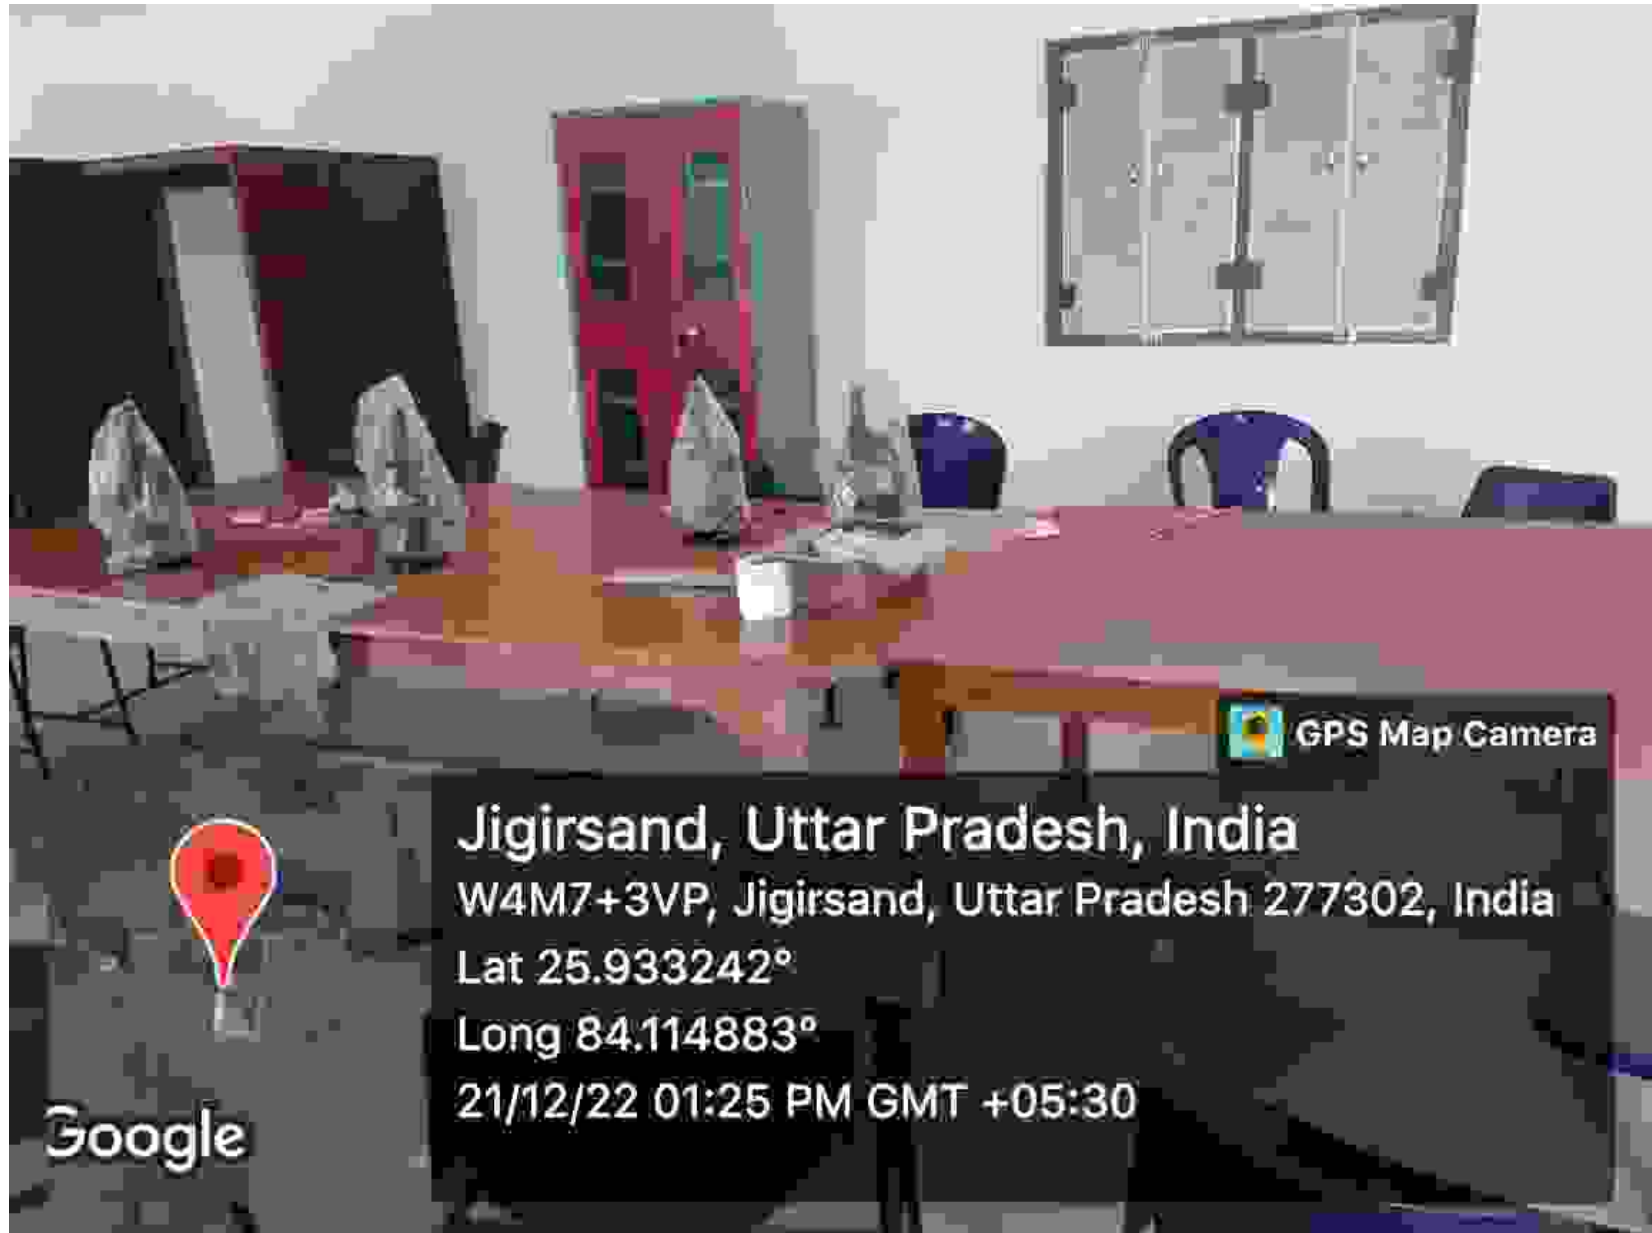 GPS Map Camera
Jigirsand, Uttar Pradesh, India
W4M7+3VP, Jigirsand, Uttar Pradesh 277302, India
Lat 25.933242°
Long 84.114883°
21/12/22 01:25 PM GMT +05:30
Google